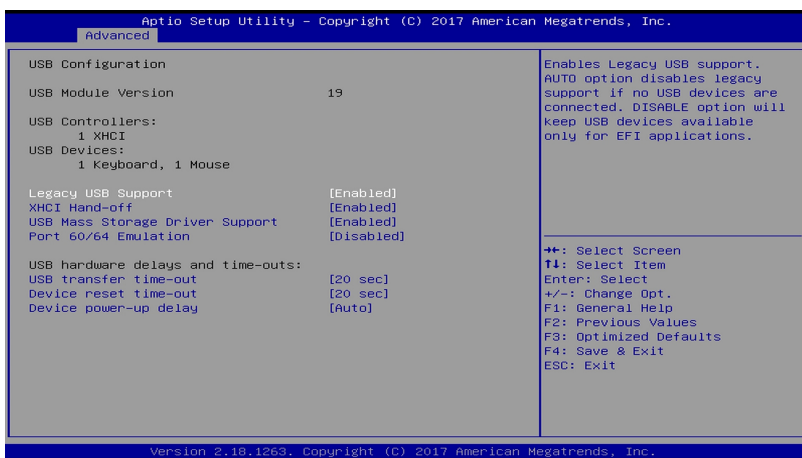 Aptio Setup Utility – Copyright (C) 2017 American Megatrends, Inc.
Advanced
USB Configuration
USB Module Version 19
USB Controllers:
1 XHCI
USB Devices:
1 Keyboard, 1 Mouse
Legacy USB Support [Enabled]
XHCI Hand-off [Enabled]
USB Mass Storage Driver Support [Enabled]
Port 60/64 Emulation [Disabled]
USB hardware delays and time-outs:
USB transfer time-out [20 sec]
Device reset time-out [20 sec]
Device power-up delay [Auto]
Enables Legacy USB support.
AUTO option disables legacy
support if no USB devices are
connected. DISABLE option will
keep USB devices available
only for EFI applications.
→←: Select Screen
↑↓: Select Item
Enter: Select
+/-: Change Opt.
F1: General Help
F2: Previous Values
F3: Optimized Defaults
F4: Save & Exit
ESC: Exit
Version 2.18.1263. Copyright (C) 2017 American Megatrends, Inc.